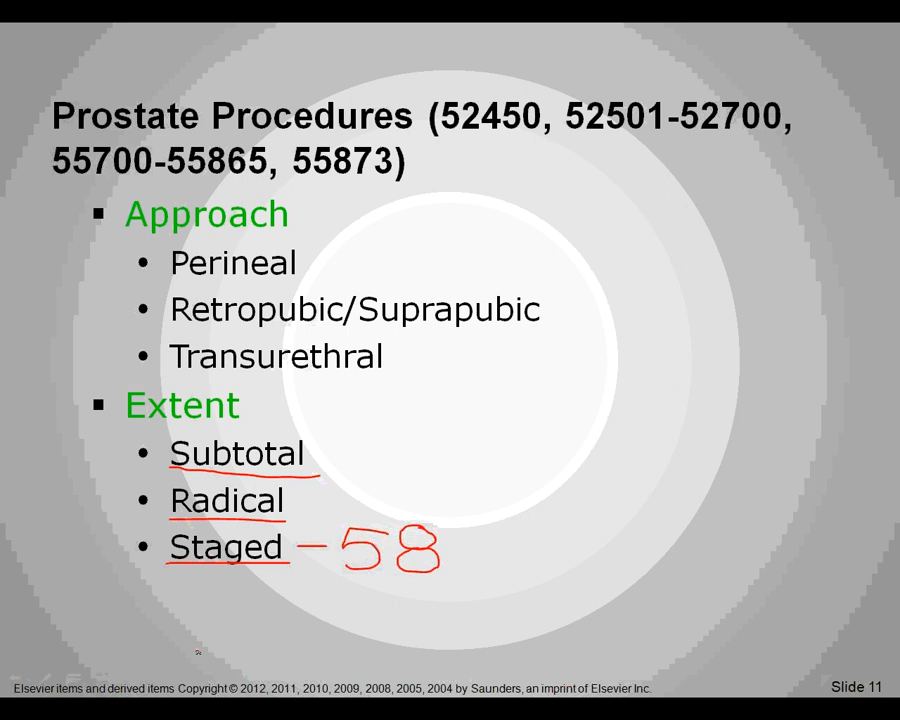 Prostate Procedures (52450, 52501-52700,
55700-55865, 55873)
▪ Approach
• Perineal
• Retropubic/Suprapubic
• Transurethral
▪ Extent
• Subtotal
• Radical
• Staged - 58
Elsevier items and derived items Copyright © 2012, 2011, 2010, 2009, 2008, 2005, 2004 by Saunders, an imprint of Elsevier Inc.
Slide 11